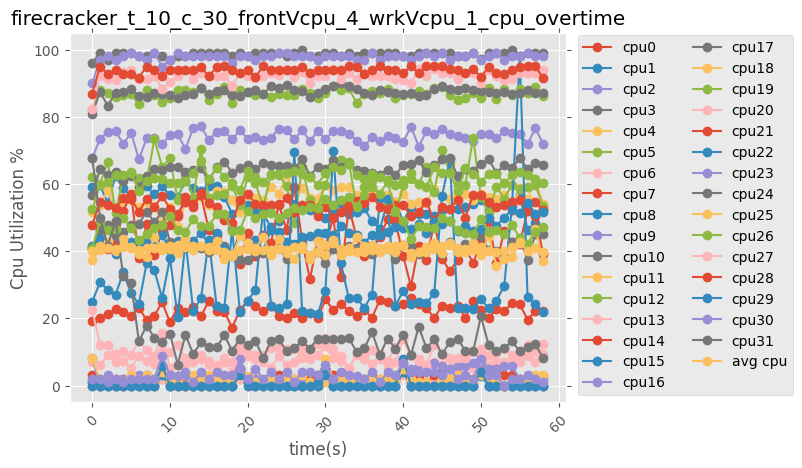 firecracker_t_10_c_30_frontVcpu_4_wrkVcpu_1_cpu_overtime
100
80
60
40
20
0
Cpu Utilization %
0 10 20 30 40 50 60
time(s)
cpu0
cpu1
cpu2
cpu3
cpu4
cpu5
cpu6
cpu7
cpu8
cpu9
cpu10
cpu11
cpu12
cpu13
cpu14
cpu15
cpu16
cpu17
cpu18
cpu19
cpu20
cpu21
cpu22
cpu23
cpu24
cpu25
cpu26
cpu27
cpu28
cpu29
cpu30
cpu31
avg cpu